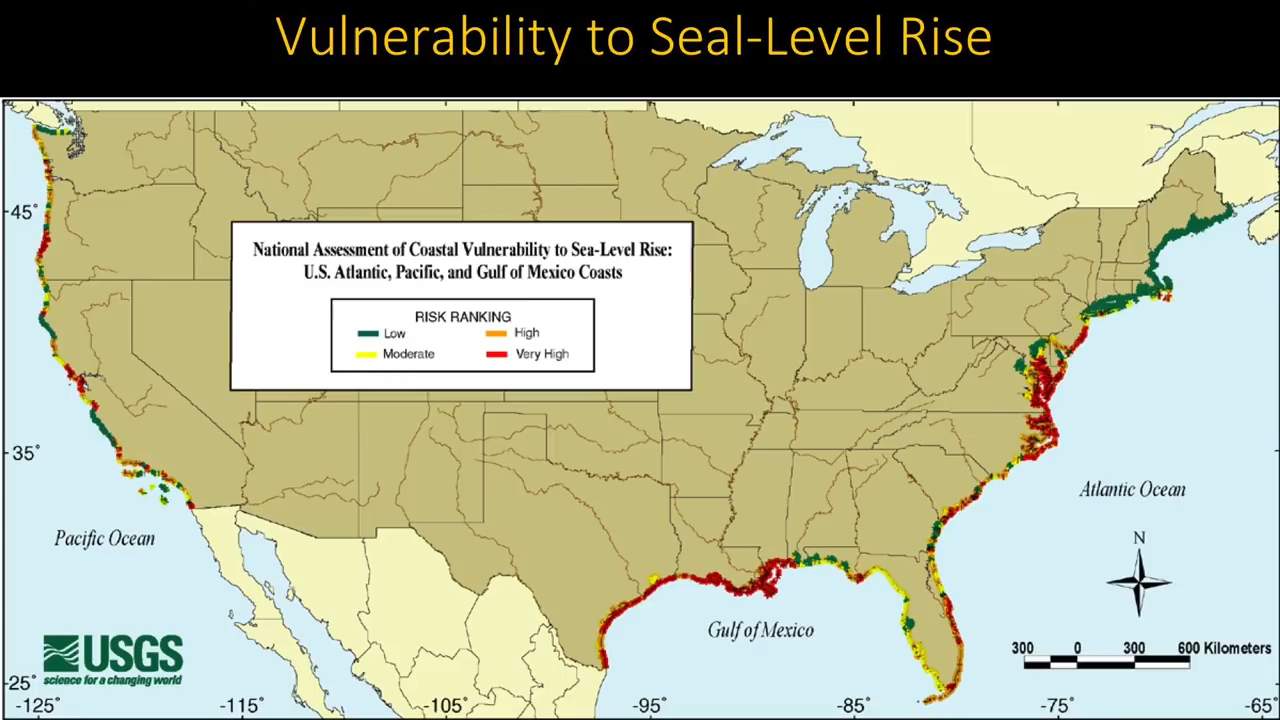 Vulnerability to Seal-Level Rise
National Assessment of Coastal Vulnerability to Sea-Level Rise:
U.S. Atlantic, Pacific, and Gulf of Mexico Coasts
RISK RANKING
Low High
Moderate Very High
45°
35°
25°
Pacific Ocean
Atlantic Ocean
Gulf of Mexico
N
300 0 300 600 Kilometers
USGS
science for a changing world
-125° -115° -105° -95° -85° -75° -65